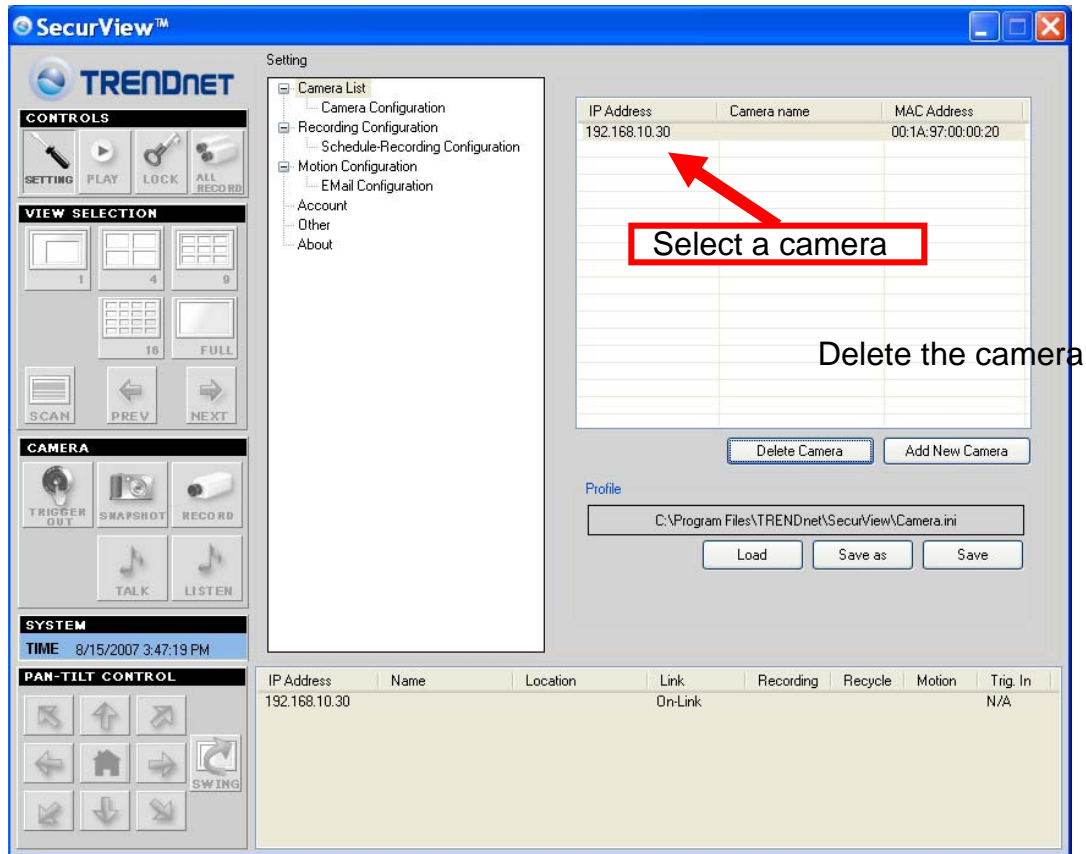 SecurView™
TRENDnet
CONTROLS
SETTING PLAY LOCK ALL RECORD
VIEW SELECTION
1 4 9
16 FULL
SCAN PREV NEXT
CAMERA
TRIGGER OUT SNAPSHOT RECORD
TALK LISTEN
SYSTEM
TIME 8/15/2007 3:47:19 PM
PAN-TILT CONTROL
SWING
Setting
Camera List
Camera Configuration
Recording Configuration
Schedule-Recording Configuration
Motion Configuration
EMail Configuration
Account
Other
About
IP Address Camera name MAC Address
192.168.10.30 00:1A:97:00:00:20
Select a camera
Delete the camera
Delete Camera Add New Camera
Profile
C:\Program Files\TRENDnet\SecurView\Camera.ini
Load Save as Save
IP Address Name Location Link Recording Recycle Motion Trig. In
192.168.10.30 On-Link N/A